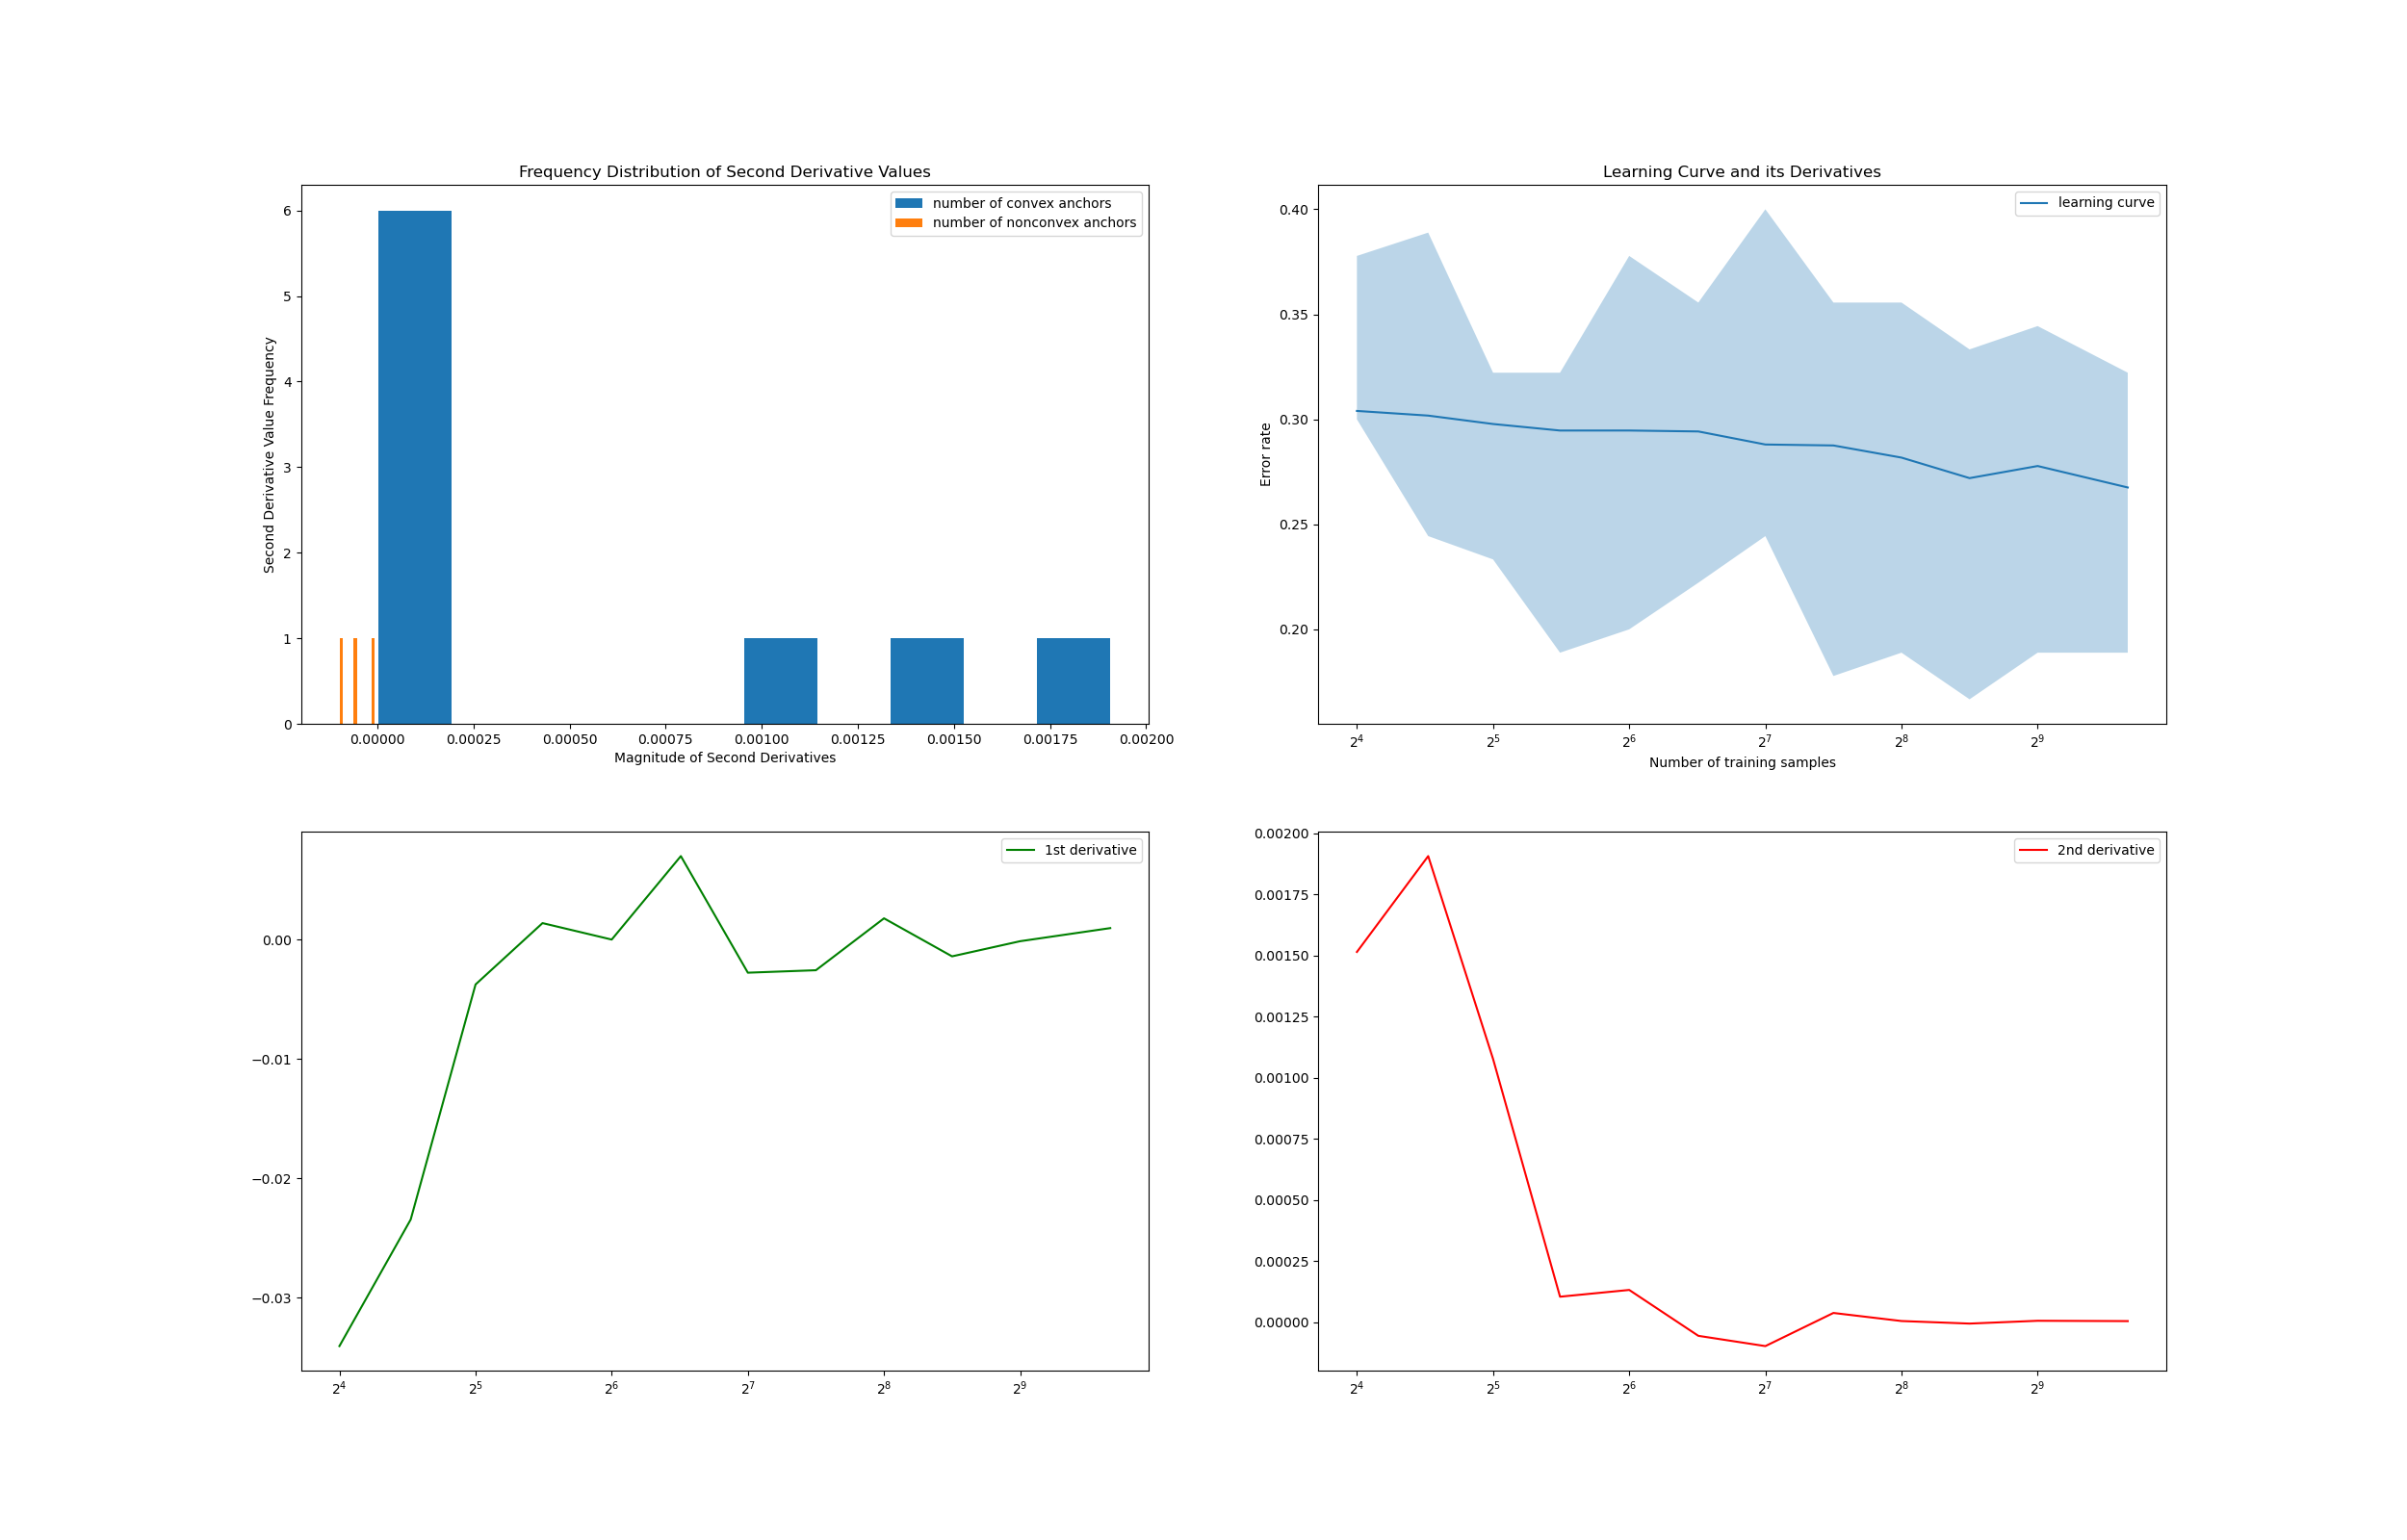 Frequency Distribution of Second Derivative Values
number of convex anchors
number of nonconvex anchors
6
5
4
3
2
1
0
Second Derivative Value Frequency
0.00000 0.00025 0.00050 0.00075 0.00100 0.00125 0.00150 0.00175 0.00200
Magnitude of Second Derivatives
Learning Curve and its Derivatives
learning curve
0.40
0.35
0.30
0.25
0.20
Error rate
2⁴ 2⁵ 2⁶ 2⁷ 2⁸ 2⁹
Number of training samples
1st derivative
0.00
−0.01
−0.02
−0.03
2⁴ 2⁵ 2⁶ 2⁷ 2⁸ 2⁹
2nd derivative
0.00200
0.00175
0.00150
0.00125
0.00100
0.00075
0.00050
0.00025
0.00000
2⁴ 2⁵ 2⁶ 2⁷ 2⁸ 2⁹